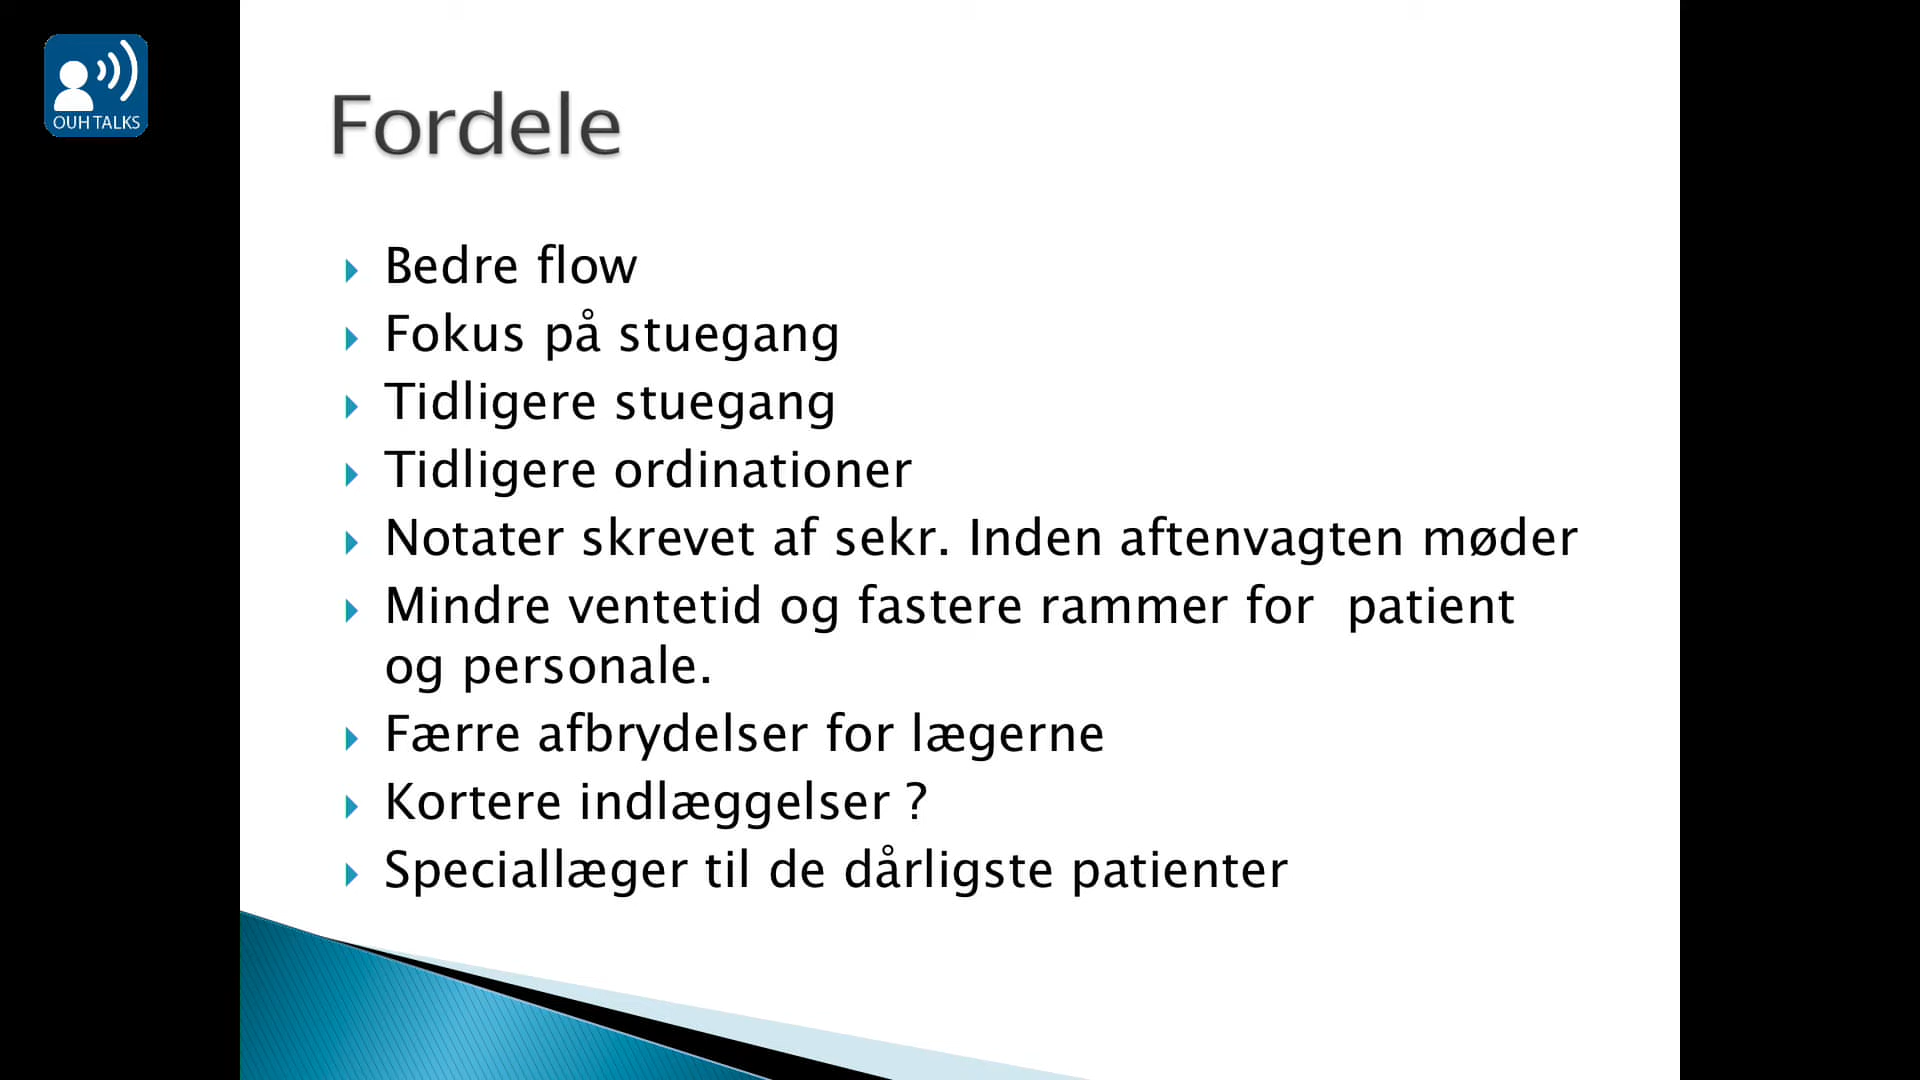 OUH TALKS
Fordele
Bedre flow
Fokus på stuegang
Tidligere stuegang
Tidligere ordinationer
Notater skrevet af sekr. Inden aftenvagten møder
Mindre ventetid og fastere rammer for  patient
og personale.
Færre afbrydelser for lægerne
Kortere indlæggelser ?
Speciallæger til de dårligste patienter